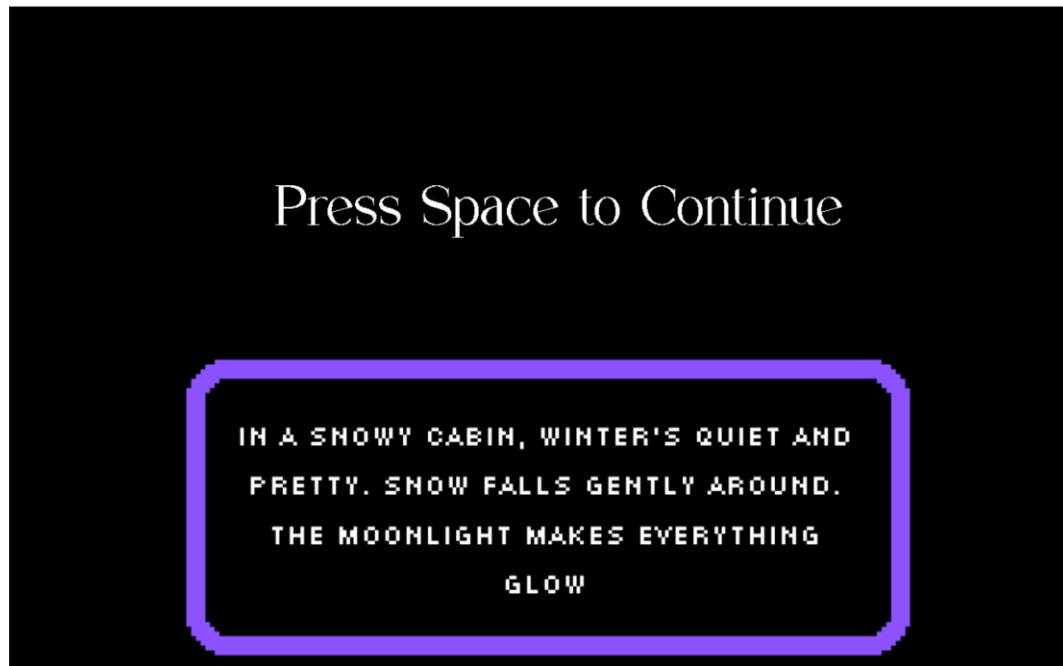 Press Space to Continue
IN A SNOWY CABIN, WINTER'S QUIET AND
PRETTY. SNOW FALLS GENTLY AROUND.
THE MOONLIGHT MAKES EVERYTHING
GLOW